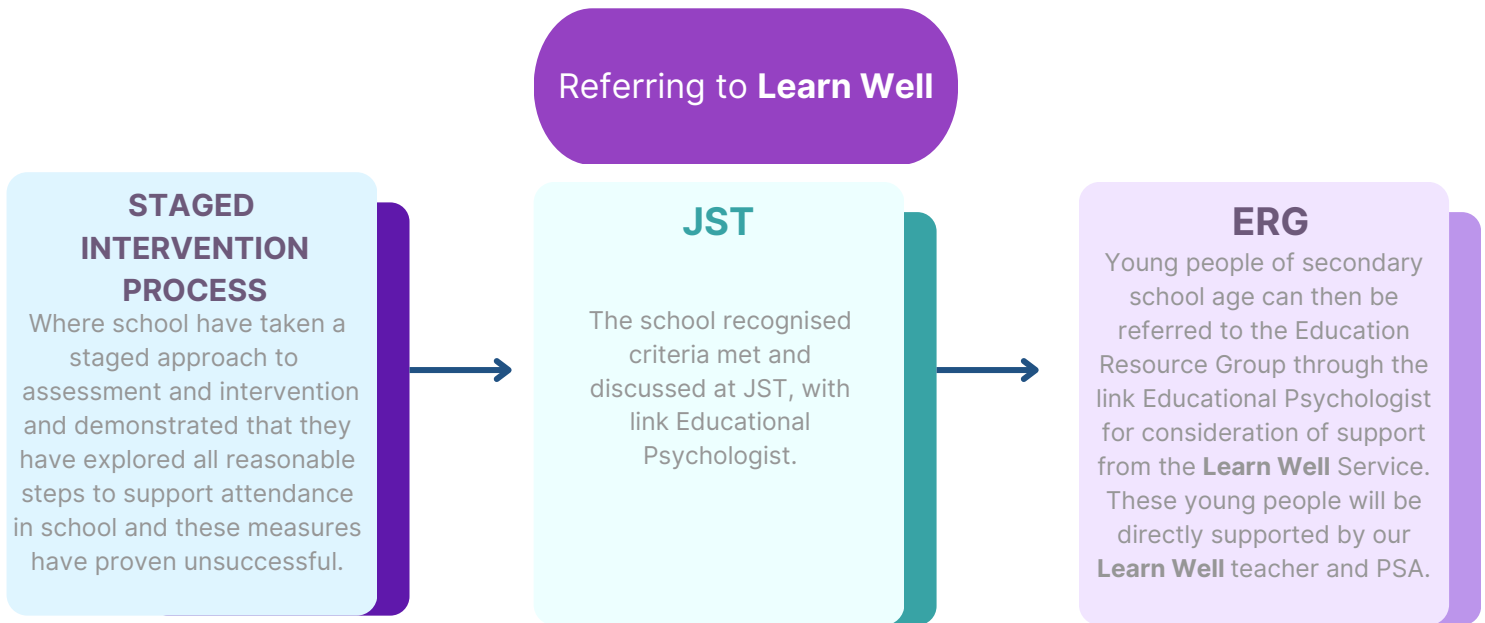 Referring to Learn Well
STAGED
INTERVENTION
PROCESS
Where school have taken a
staged approach to
assessment and intervention
and demonstrated that they
have explored all reasonable
steps to support attendance
in school and these measures
have proven unsuccessful.
JST
The school recognised
criteria met and
discussed at JST, with
link Educational
Psychologist.
ERG
Young people of secondary
school age can then be
referred to the Education
Resource Group through the
link Educational Psychologist
for consideration of support
from the Learn Well Service.
These young people will be
directly supported by our
Learn Well teacher and PSA.